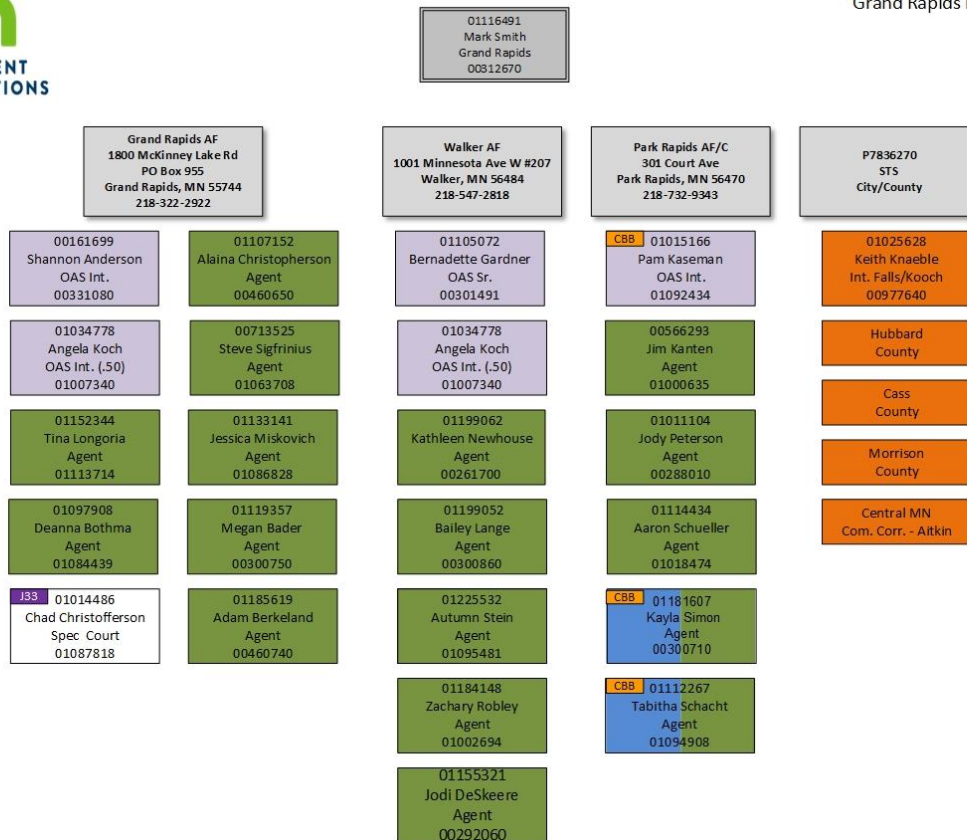 Grand Rapids
ENT
TIONS
01116491
Mark Smith
Grand Rapids
00312670
Grand Rapids AF
1800 McKinney Lake Rd
PO Box 955
Grand Rapids, MN 55744
218-322-2922
00161699
Shannon Anderson
OAS Int.
00331080
01034778
Angela Koch
OAS Int. (.50)
01007340
01152344
Tina Longoria
Agent
01113714
01097908
Deanna Bothma
Agent
01084439
J33
01014486
Chad Christofferson
Spec Court
01087818
01107152
Alaina Christopherson
Agent
00460650
00713525
Steve Sigfrinius
Agent
01063708
01133141
Jessica Miskovich
Agent
01086828
01119357
Megan Bader
Agent
00300750
01185619
Adam Berkeland
Agent
00460740
Walker AF
1001 Minnesota Ave W #207
Walker, MN 56484
218-547-2818
01105072
Bernadette Gardner
OAS Sr.
00301491
01034778
Angela Koch
OAS Int. (.50)
01007340
01199062
Kathleen Newhouse
Agent
00261700
01199052
Bailey Lange
Agent
00300860
01225532
Autumn Stein
Agent
01095481
01184148
Zachary Robley
Agent
01002694
01155321
Jodi DeSkeere
Agent
00292060
Park Rapids AF/C
301 Court Ave
Park Rapids, MN 56470
218-732-9343
CBB
01015166
Pam Kaseman
OAS Int.
01092434
00566293
Jim Kanten
Agent
01000635
01011104
Jody Peterson
Agent
00288010
01114434
Aaron Schueller
Agent
01018474
CBB
01181607
Kayla Simon
Agent
00300710
CBB
01112267
Tabitha Schacht
Agent
01094908
P7836270
STS
City/County
01025628
Keith Knaeble
Int. Falls/Kooch
00977640
Hubbard
County
Cass
County
Morrison
County
Central MN
Com. Corr. - Aitkin